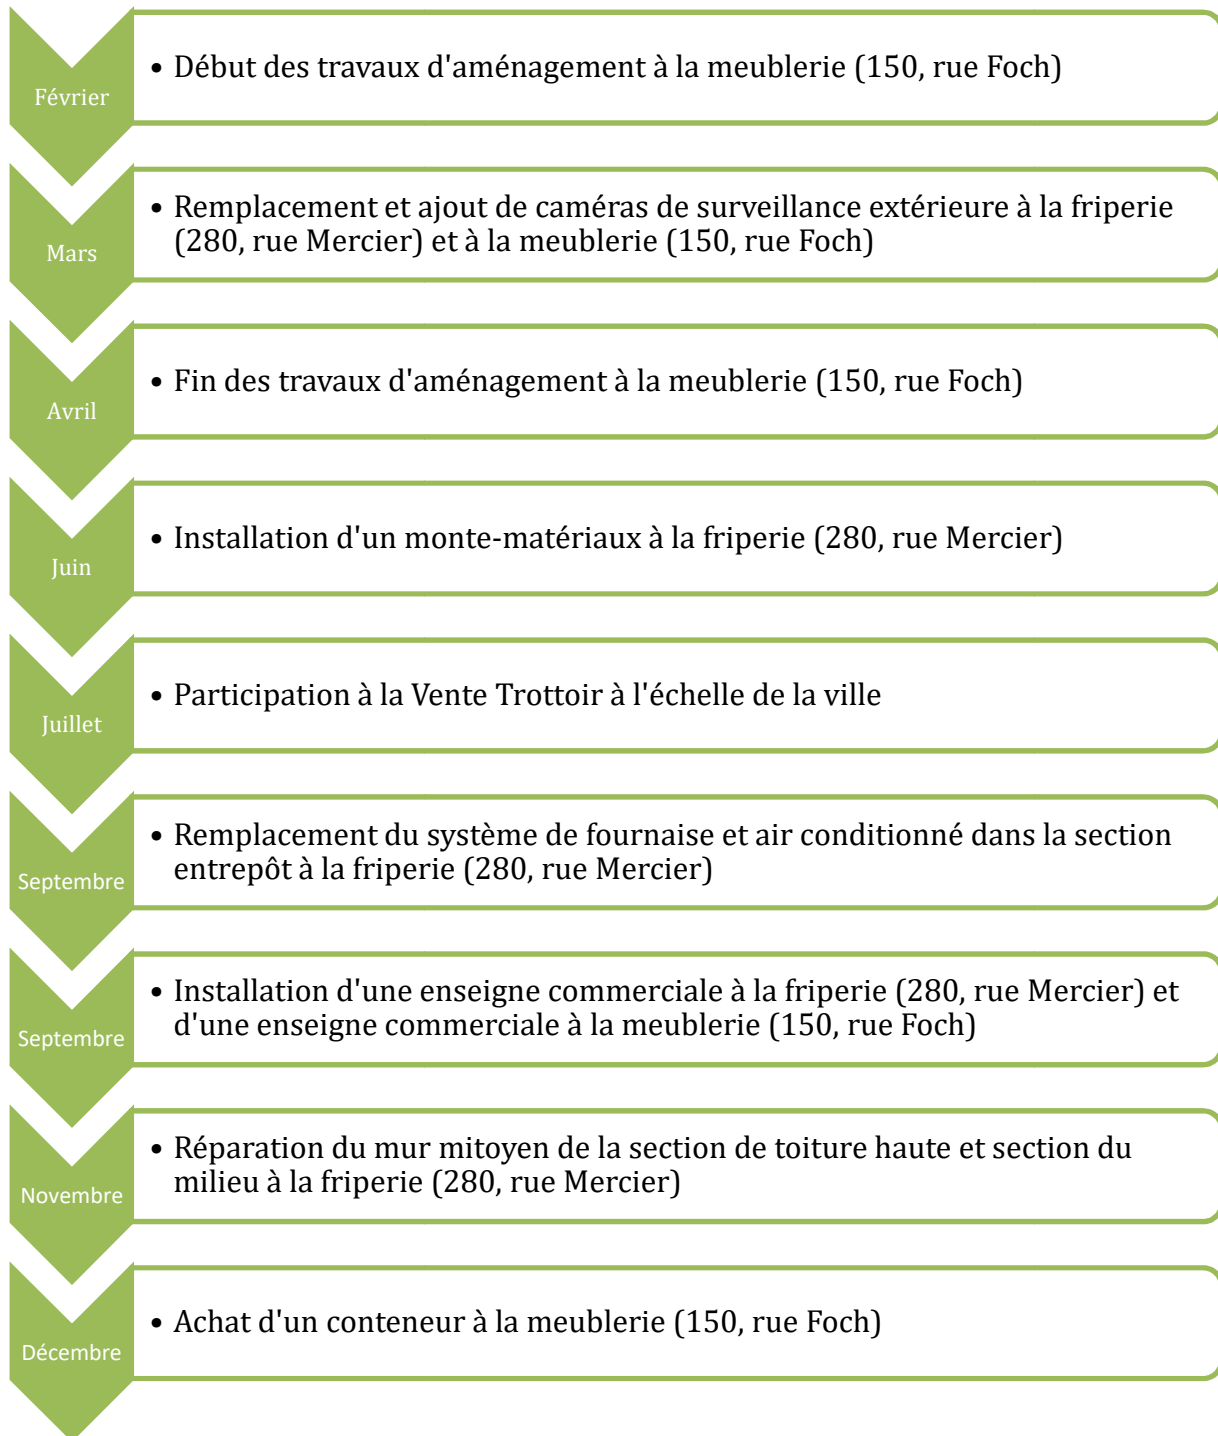 Février
• Début des travaux d'aménagement à la meublerie (150, rue Foch)
Mars
• Remplacement et ajout de caméras de surveillance extérieure à la friperie
(280, rue Mercier) et à la meublerie (150, rue Foch)
Avril
• Fin des travaux d'aménagement à la meublerie (150, rue Foch)
Juin
• Installation d'un monte-matériaux à la friperie (280, rue Mercier)
Juillet
• Participation à la Vente Trottoir à l'échelle de la ville
Septembre
• Remplacement du système de fournaise et air conditionné dans la section
entrepôt à la friperie (280, rue Mercier)
Septembre
• Installation d'une enseigne commerciale à la friperie (280, rue Mercier) et
d'une enseigne commerciale à la meublerie (150, rue Foch)
Novembre
• Réparation du mur mitoyen de la section de toiture haute et section du
milieu à la friperie (280, rue Mercier)
Décembre
• Achat d'un conteneur à la meublerie (150, rue Foch)